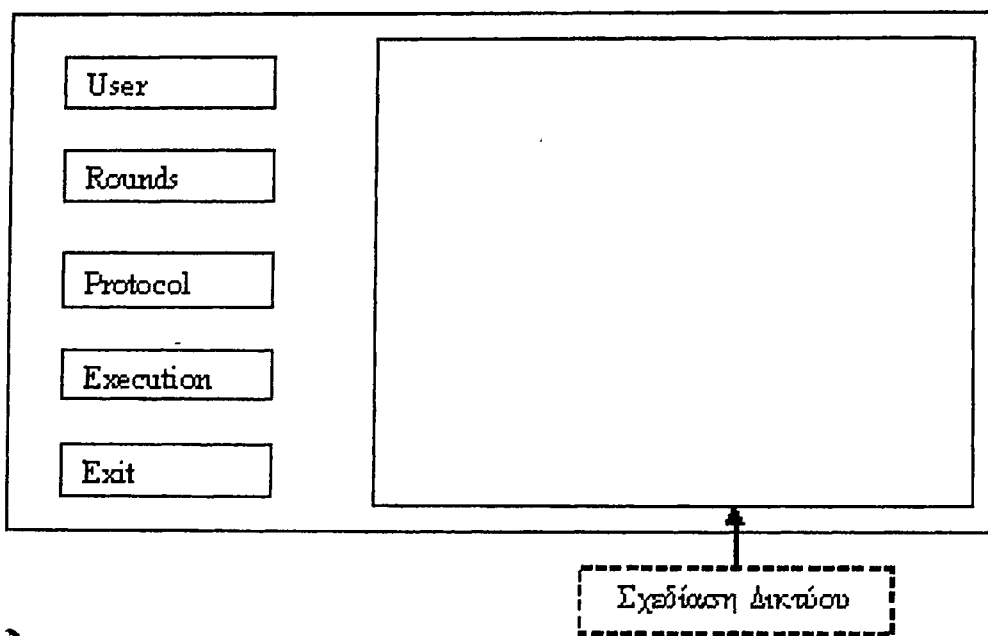 User
Rounds
Protocol
Execution
Exit
Σχεδίαση Δικτύου